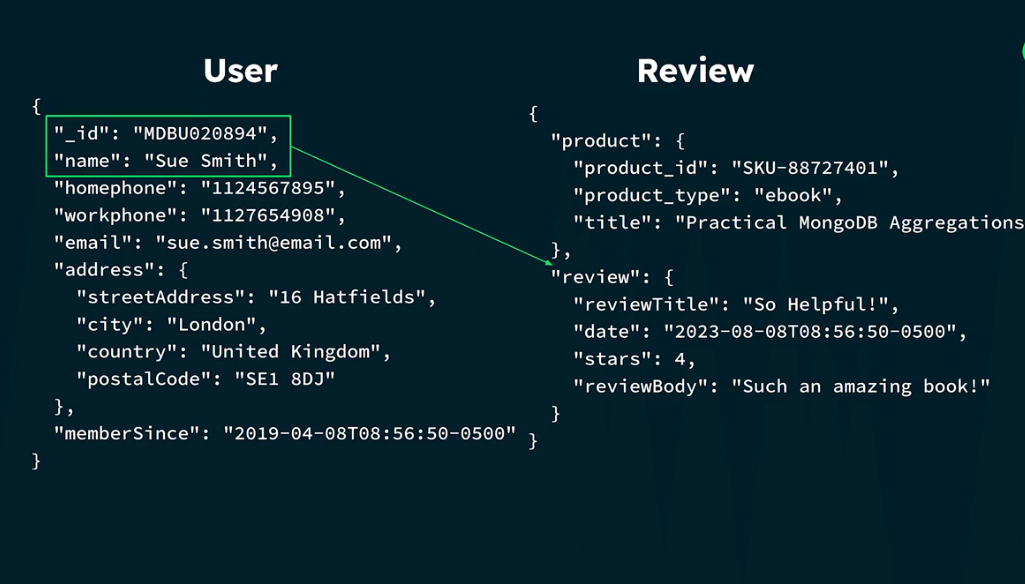 User
{
"_id": "MDBU020894",
"name": "Sue Smith",
"homephone": "1124567895",
"workphone": "1127654908",
"email": "sue.smith@email.com",
"address": {
"streetAddress": "16 Hatfields",
"city": "London",
"country": "United Kingdom",
"postalCode": "SE1 8DJ"
},
"memberSince": "2019-04-08T08:56:50-0500"
}
Review
{
"product": {
"product_id": "SKU-88727401",
"product_type": "ebook",
"title": "Practical MongoDB Aggregations
},
"review": {
"reviewTitle": "So Helpful!",
"date": "2023-08-08T08:56:50-0500",
"stars": 4,
"reviewBody": "Such an amazing book!"
}
}